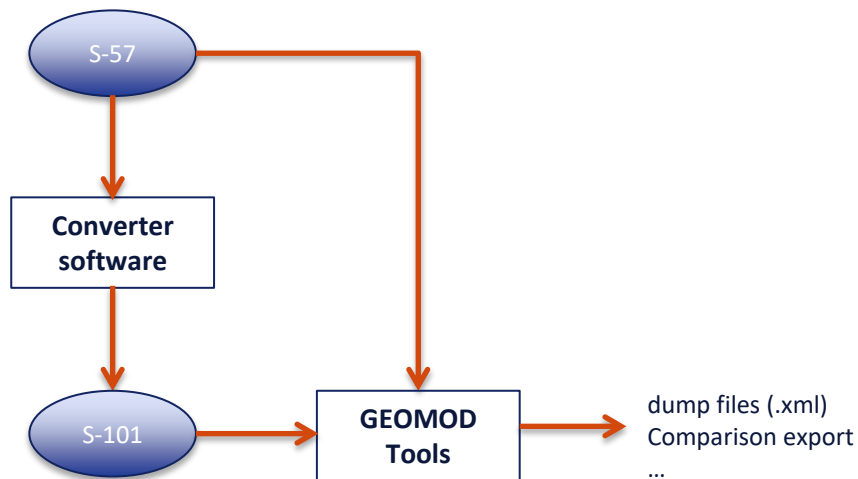 S-57
Converter
software
S-101
GEOMOD
Tools
dump files (.xml)
Comparison export
...